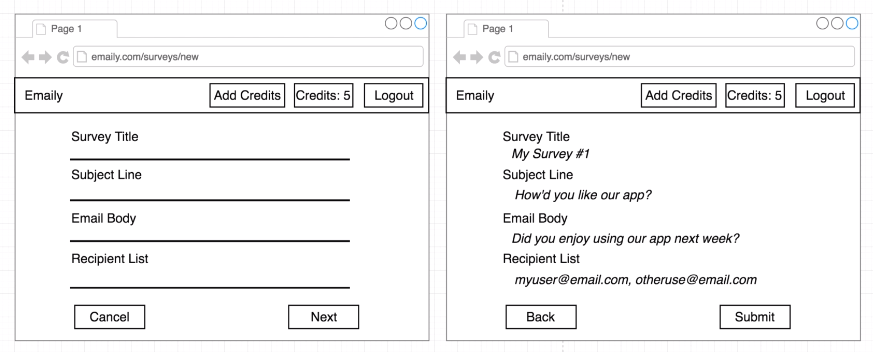 Page 1
emaily.com/surveys/new
Emaily Add Credits Credits: 5 Logout
Survey Title
Subject Line
Email Body
Recipient List
Cancel Next
Page 1
emaily.com/surveys/new
Emaily Add Credits Credits: 5 Logout
Survey Title
My Survey #1
Subject Line
How'd you like our app?
Email Body
Did you enjoy using our app next week?
Recipient List
myuser@email.com, otheruse@email.com
Back Submit